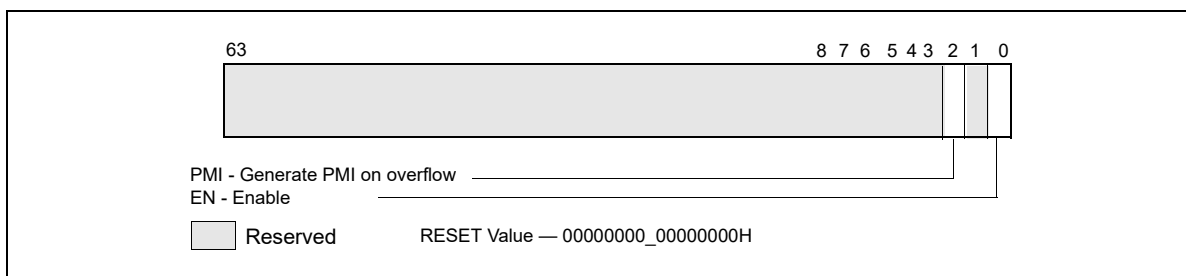 63 8 7 6 5 4 3 2 1 0
PMI - Generate PMI on overflow
EN - Enable
Reserved RESET Value — 00000000_00000000H